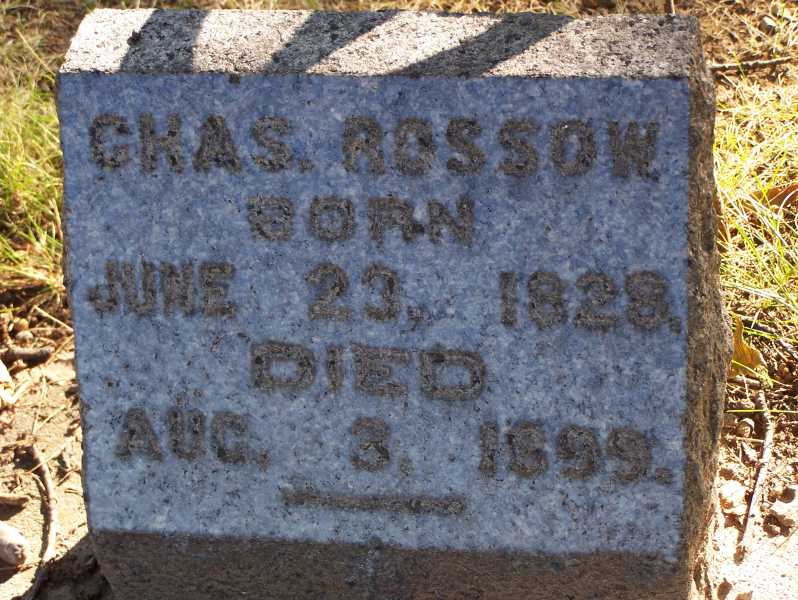 CHAS. ROSSOW
BORN
JUNE 23, 1828.
DIED
AUG. 3, 1899.